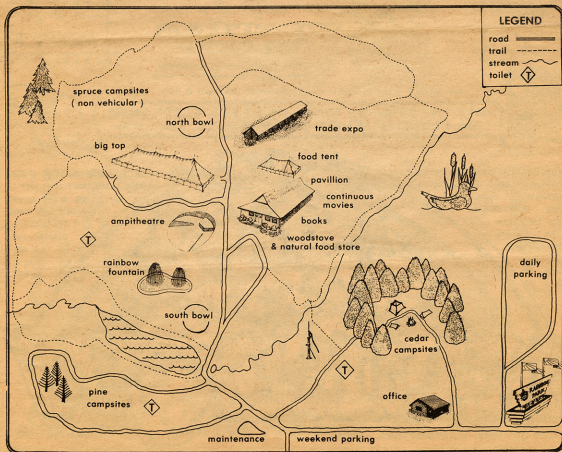 LEGEND
road
trail
stream
toilet T
spruce campsites
( non vehicular )
north bowl
trade expo
big top
food tent
pavillion
continuous
movies
ampitheatre
books
woodstove
& natural food store
T
rainbow
fountain
daily
parking
south bowl
cedar
campsites
T
pine
campsites
T
office
maintenance
weekend parking